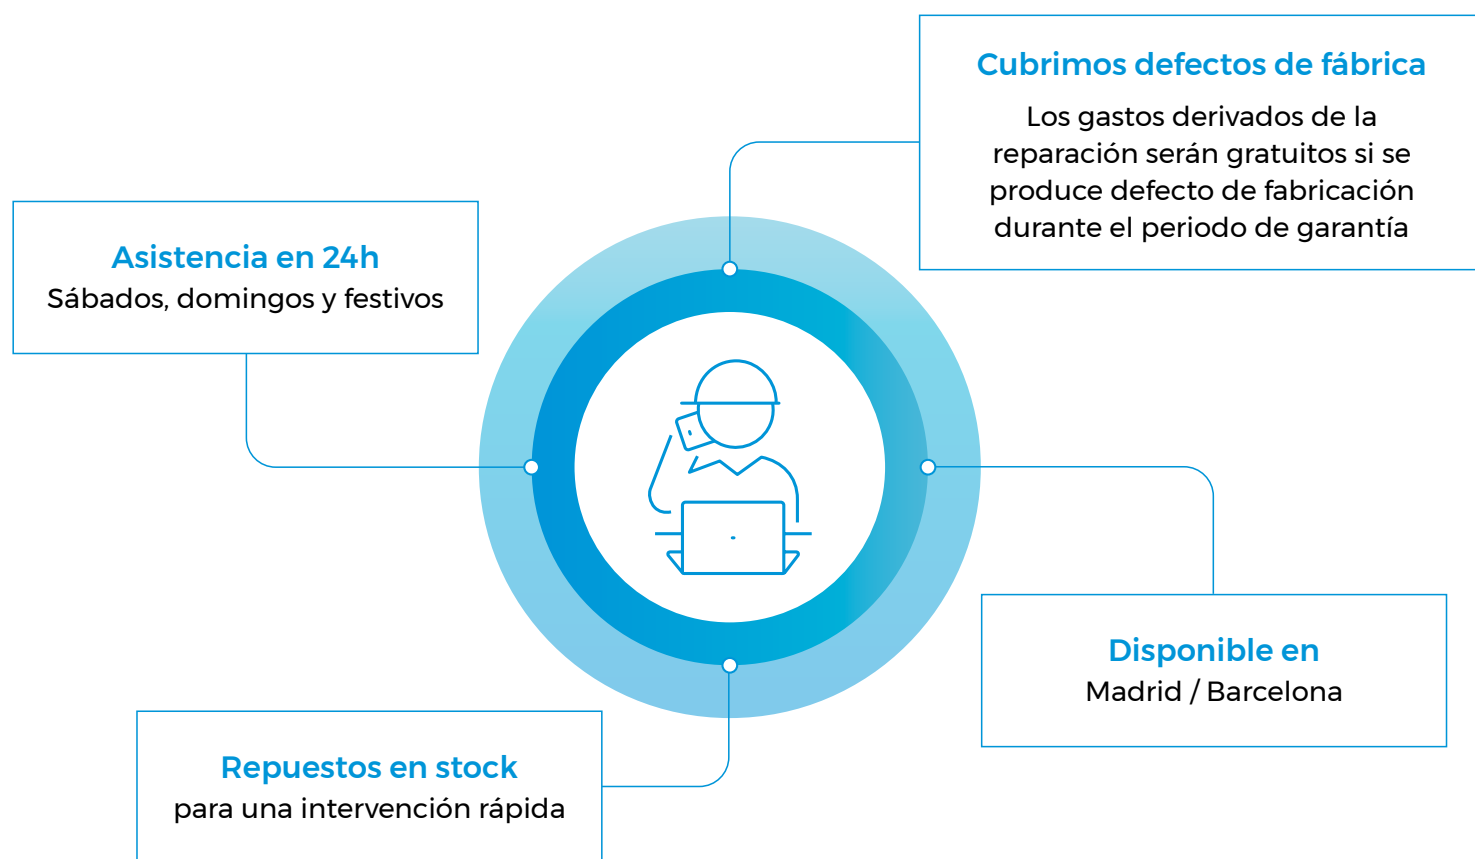 Cubrimos defectos de fábrica
Los gastos derivados de la
reparación serán gratuitos si se
produce defecto de fabricación
durante el periodo de garantía
Asistencia en 24h
Sábados, domingos y festivos
Disponible en
Madrid / Barcelona
Repuestos en stock
para una intervención rápida